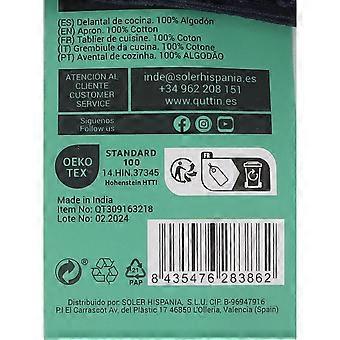 (ES) Delantal de cocina. 100% Algodón
(EN) Apron. 100% Cotton
(FR) Tablier de cuisine. 100% Coton
(IT) Grembiule da cucina. 100% Cotone
(PT) Avental de cozinha. 100% ALGODÃO
ATENCION AL
CLIENTE
CUSTOMER
SERVICE
inde@solerhispania.es
+34 962 208 151
www.quttin.es
Síguenos
Follow us
OEKO
TEX
STANDARD
100
14.HIN.37345
Hohenstein HTTI
FR
Made in India
Item No: QT309163218
Lote No: 02.2024
21
PAP
8 435476 283862
Distribuido por: SOLER HISPANIA, S.L.U. CIF: B-96947916
P.I El Carrascot Av. del Plàstic 17 46850 L'Olleria, Valencia (Spain)